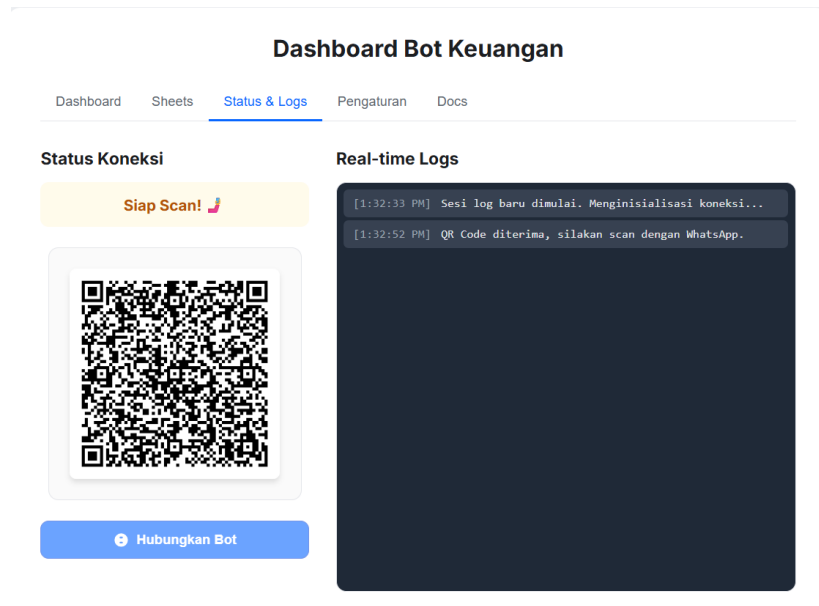 Dashboard Bot Keuangan
Dashboard Sheets Status & Logs Pengaturan Docs
Status Koneksi
Siap Scan! 🤳
Hubungkan Bot
Real-time Logs
[1:32:33 PM] Sesi log baru dimulai. Menginisialisasi koneksi...
[1:32:52 PM] QR Code diterima, silakan scan dengan WhatsApp.